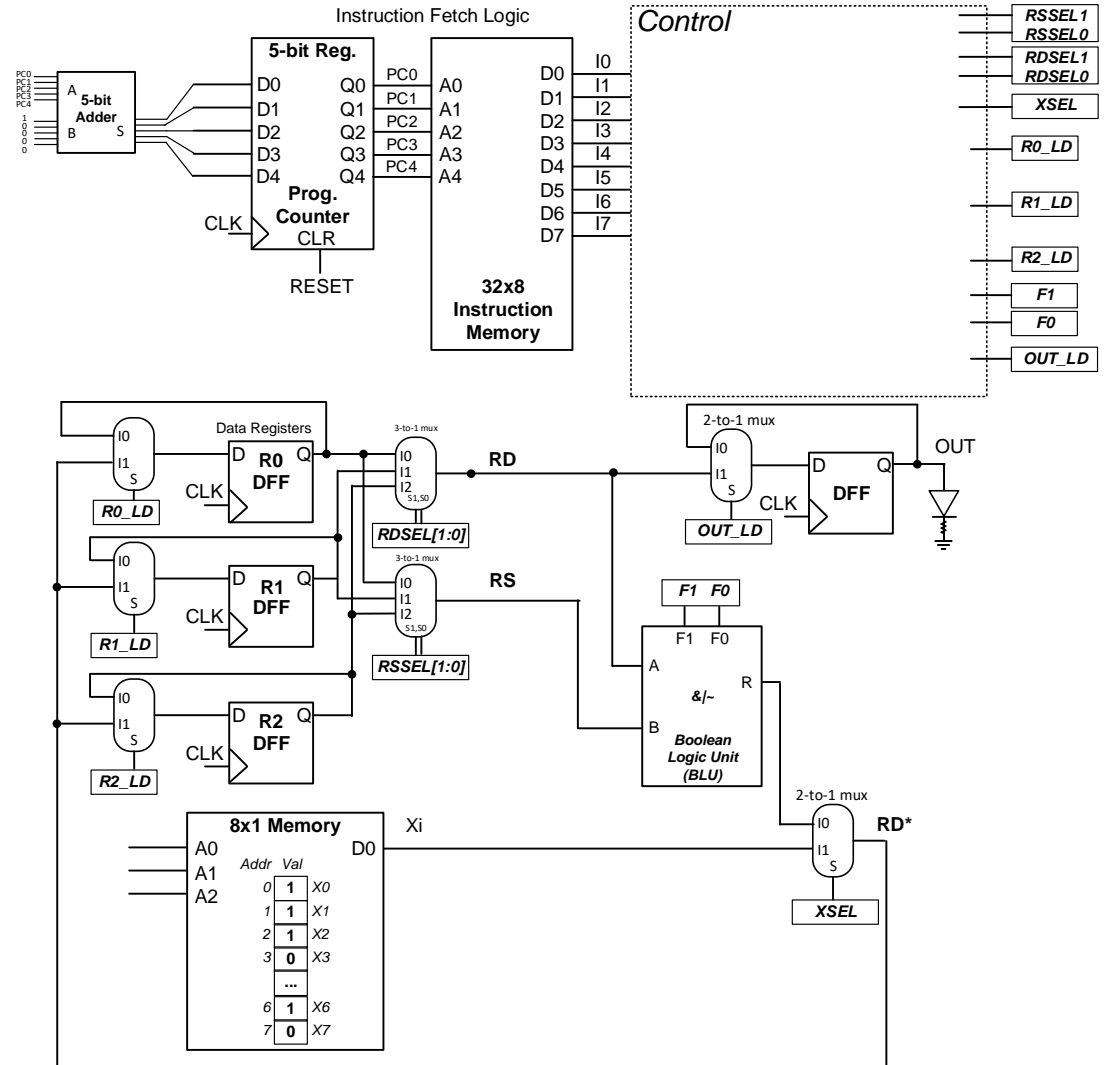 Instruction Fetch Logic
PC0
PC1
PC2
PC3
PC4
1
0
0
0
0
A
B
S
5-bit
Adder
5-bit Reg.
D0
D1
D2
D3
D4
Q0
Q1
Q2
Q3
Q4
Prog.
Counter
CLK
CLR
RESET
PC0
PC1
PC2
PC3
PC4
A0
A1
A2
A3
A4
D0
D1
D2
D3
D4
D5
D6
D7
32x8
Instruction
Memory
I0
I1
I2
I3
I4
I5
I6
I7
Control
RSSEL1
RSSEL0
RDSEL1
RDSEL0
XSEL
R0_LD
R1_LD
R2_LD
F1
F0
OUT_LD
I0
I1
S
R0_LD
Data Registers
D
R0
Q
DFF
CLK
3-to-1 mux
I0
I1
I2
S1,S0
RDSEL[1:0]
RD
2-to-1 mux
I0
I1
S
OUT_LD
D
Q
DFF
CLK
OUT
I0
I1
S
R1_LD
D
R1
Q
DFF
CLK
3-to-1 mux
I0
I1
I2
S1,S0
RSSEL[1:0]
RS
F1 F0
F1 F0
A
B
R
&|~
Boolean
Logic Unit
(BLU)
I0
I1
S
R2_LD
D
R2
Q
DFF
CLK
8x1 Memory
A0
A1
A2
D0
Xi
Addr Val
0 1 X0
1 1 X1
2 1 X2
3 0 X3
...
6 1 X6
7 0 X7
2-to-1 mux
I0
I1
S
XSEL
RD*